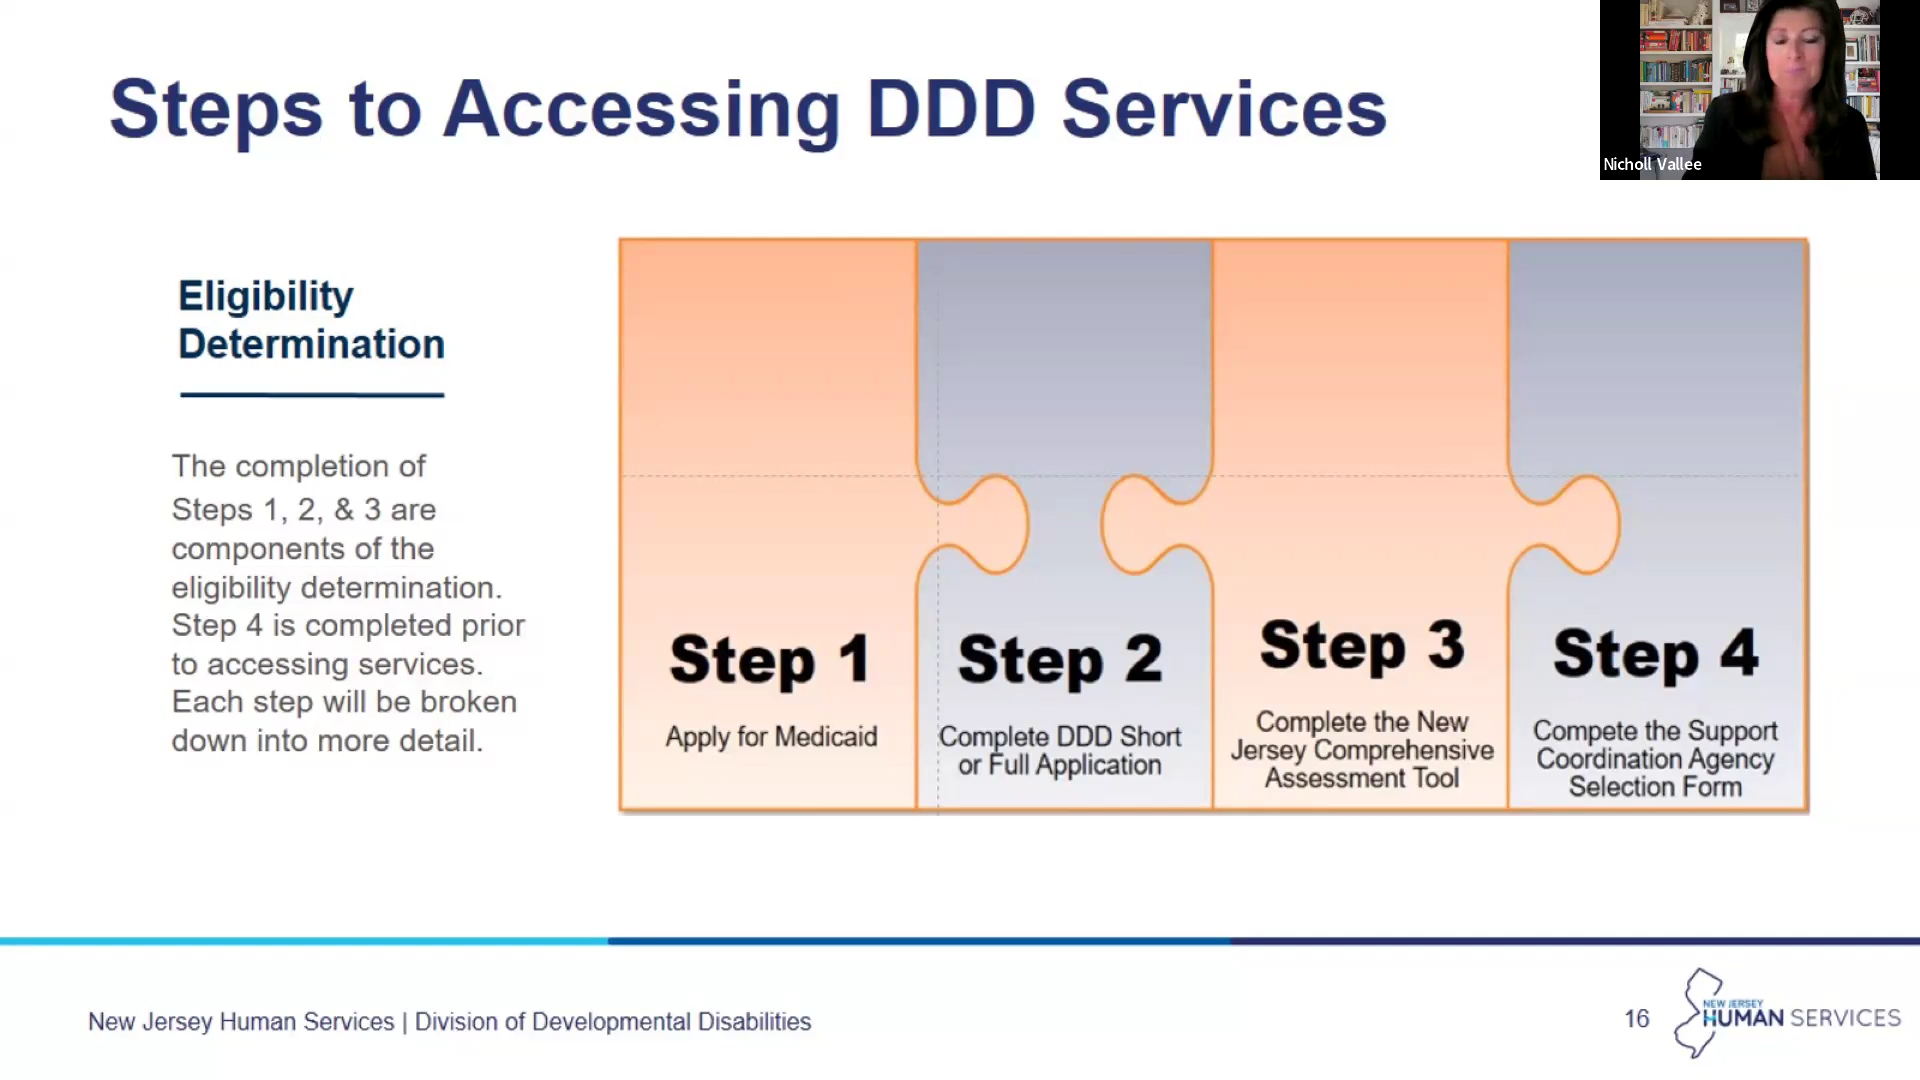 Steps to Accessing DDD Services
Nicholl Vallee
Eligibility
Determination
The completion of
Steps 1, 2, & 3 are
components of the
eligibility determination.
Step 4 is completed prior
to accessing services.
Each step will be broken
down into more detail.
Step 1
Apply for Medicaid
Step 2
Complete DDD Short
or Full Application
Step 3
Complete the New
Jersey Comprehensive
Assessment Tool
Step 4
Compete the Support
Coordination Agency
Selection Form
New Jersey Human Services | Division of Developmental Disabilities
16
NEW JERSEY
HUMAN SERVICES